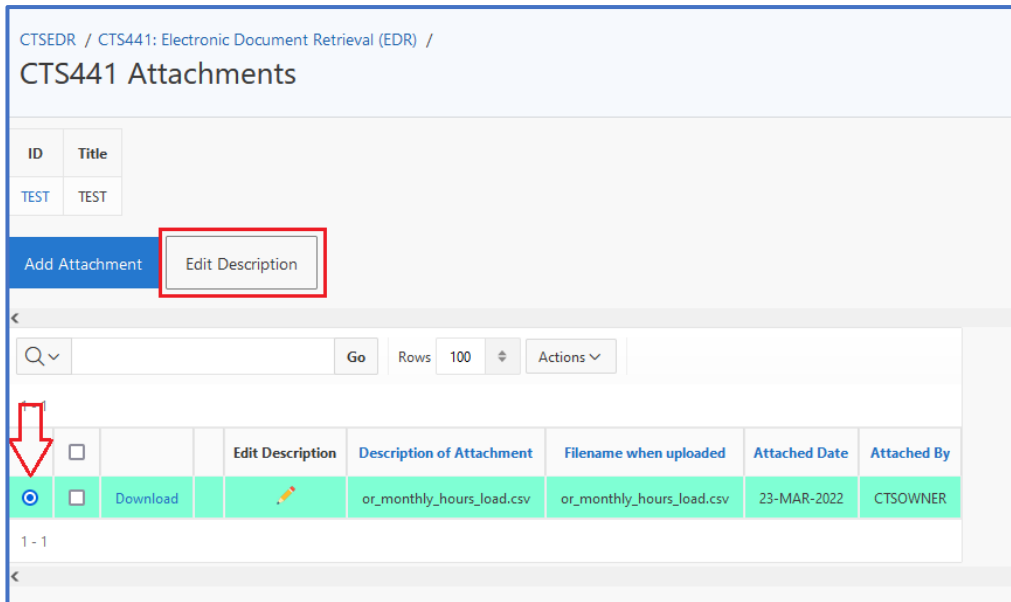 CTSEDR / CTS441: Electronic Document Retrieval (EDR) /
CTS441 Attachments
ID Title
TEST TEST
Add Attachment Edit Description
Go Rows 100 Actions
1 - 1
Edit Description Description of Attachment Filename when uploaded Attached Date Attached By
Download or_monthly_hours_load.csv or_monthly_hours_load.csv 23-MAR-2022 CTSOWNER
1 - 1